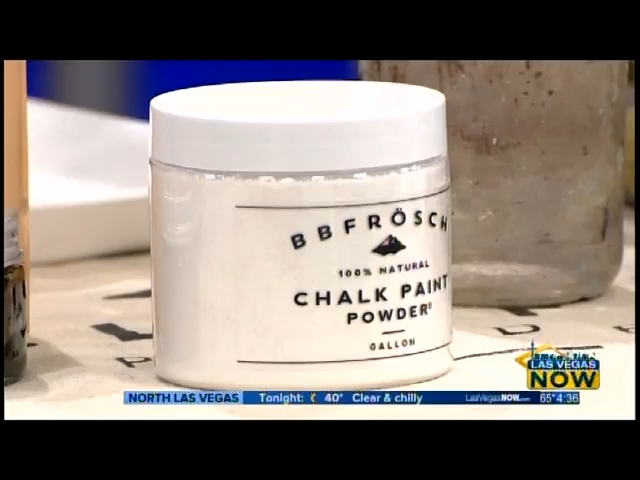 BBFRÖSCH
100% NATURAL
CHALK PAINT
POWDER®
GALLON
LAS VEGAS
NOW
NORTH LAS VEGAS
Tonight: 40° Clear & chilly
LasVegasNOW.com
65° 4:36
P
D